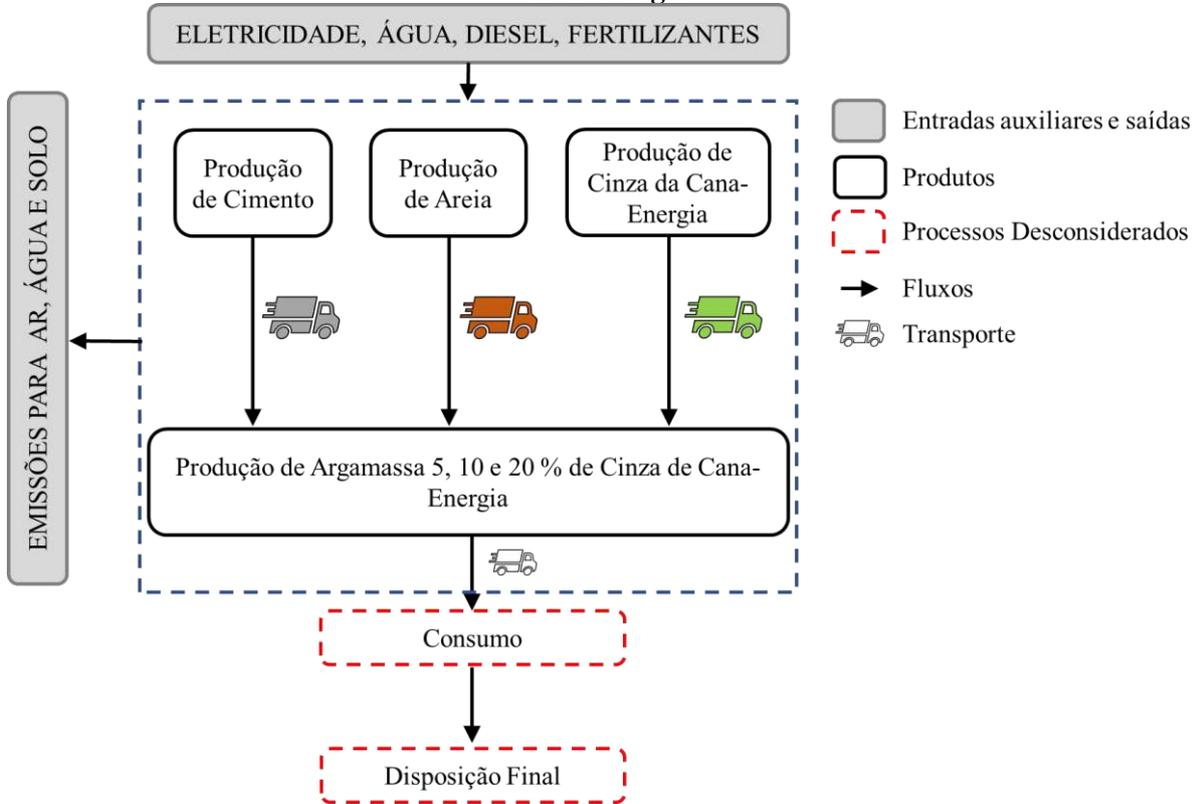 ELETRICIDADE, ÁGUA, DIESEL, FERTILIZANTES
EMISSÕES PARA AR, ÁGUA E SOLO
Produção
de Cimento
Produção
de Areia
Produção de
Cinza da Cana-
Energia
Produção de Argamassa 5, 10 e 20 % de Cinza de Cana-
Energia
Consumo
Disposição Final
Entradas auxiliares e saídas
Produtos
Processos Desconsiderados
Fluxos
Transporte